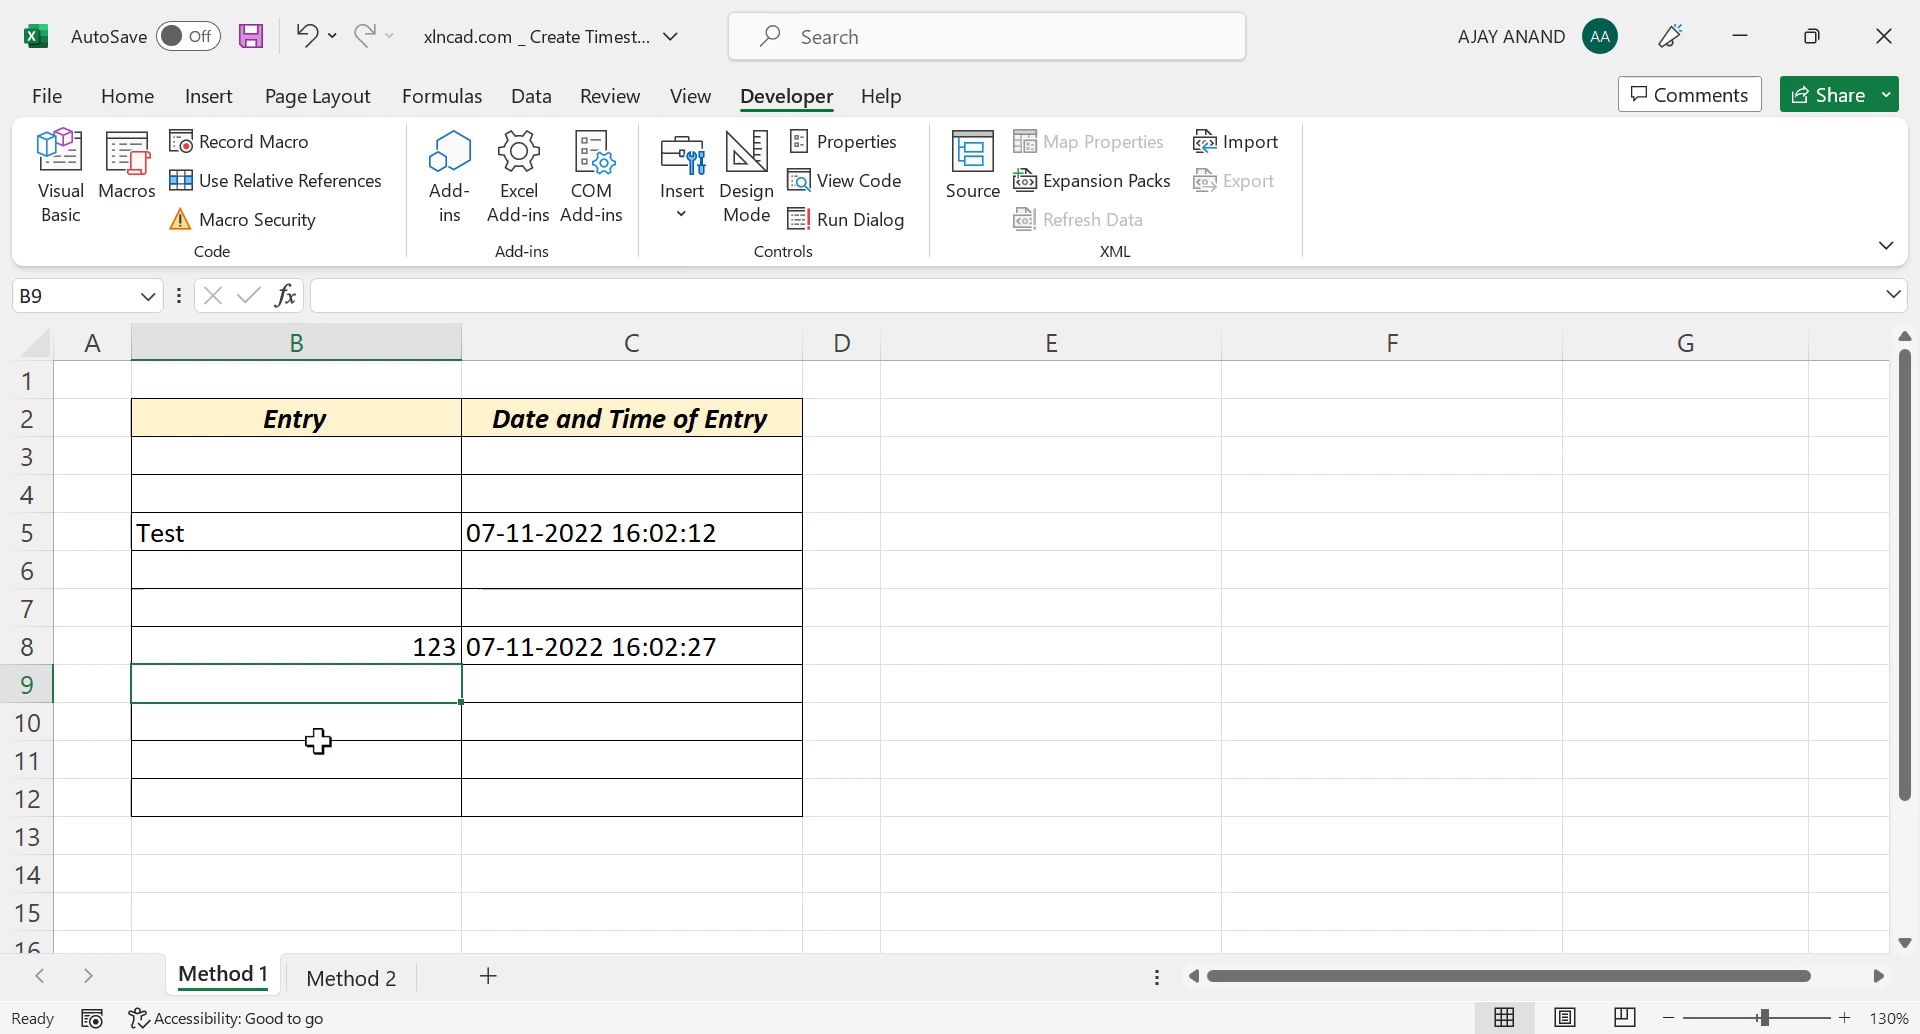 AutoSave Off xlncad.com _ Create Timest... Search AJAY ANAND AA
File Home Insert Page Layout Formulas Data Review View Developer Help Comments Share
Visual Basic
Macros
Record Macro
Use Relative References
Macro Security
Code
Add-ins
Excel Add-ins
COM Add-ins
Add-ins
Insert
Design Mode
Properties
View Code
Run Dialog
Controls
Source
Map Properties
Expansion Packs
Refresh Data
Import
Export
XML
B9 fx
A B C D E F G
1
2 Entry Date and Time of Entry
3
4
5 Test 07-11-2022 16:02:12
6
7
8 123 07-11-2022 16:02:27
9
10
11
12
13
14
15
16
Method 1 Method 2 +
Ready Accessibility: Good to go 130%